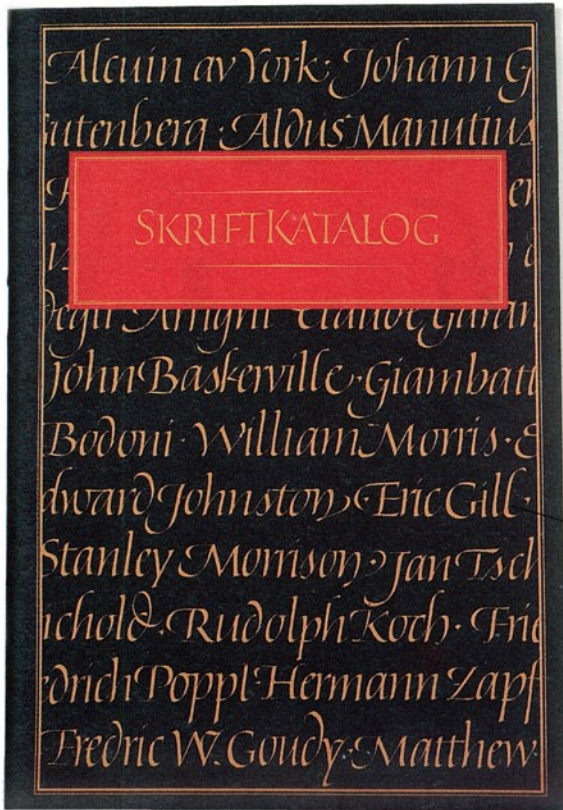 Alcuin av York · Johann G
utenberg · Aldus Manutius
SKRIFTKATALOG
degli Arrighi Claude Garam
John Baskerville · Giambatt
Bodoni · William Morris · E
dward Johnston · Eric Gill ·
Stanley Morrison · Jan Tsch
ichold · Rudolph Koch · Frie
edrich Poppl · Hermann Zapf
Fredric W. Goudy · Matthew